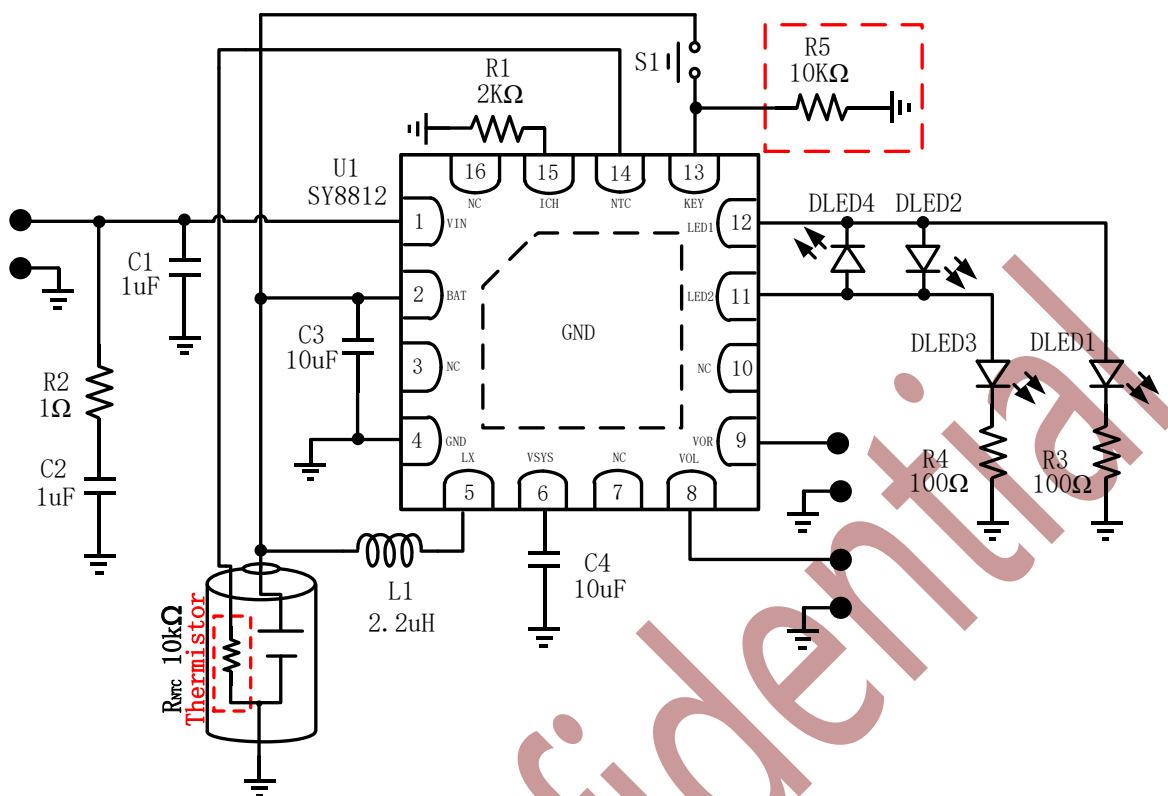 R5
10KΩ
S1
R1
2KΩ
U1
SY8812
16
NC
15
ICH
14
NTC
13
KEY
1
VIN
2
BAT
3
NC
4
GND
5
LX
6
VSYS
7
NC
8
VOL
9
VOR
10
NC
11
LED2
12
LED1
GND
DLED4
DLED2
DLED3
DLED1
C1
1uF
C3
10uF
R2
1Ω
C2
1uF
R4
100Ω
R3
100Ω
L1
2.2uH
C4
10uF
RNTC 10kΩ
Thermistor
fidential